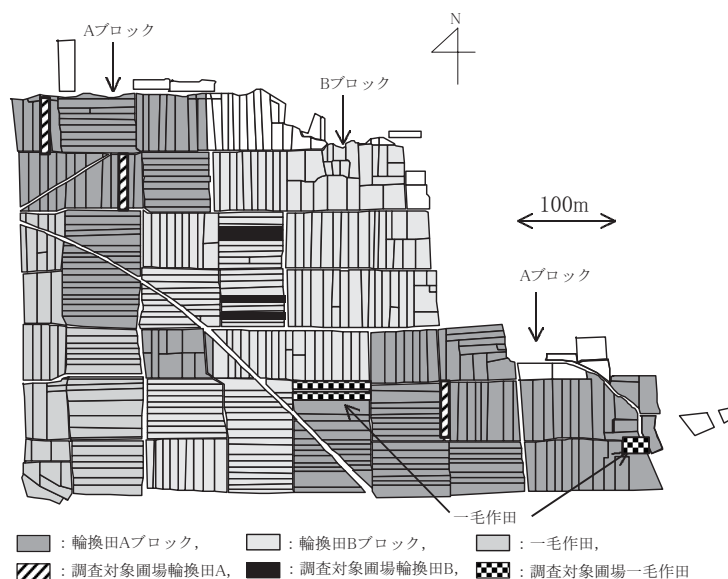 Aブロック
N
Bブロック
100m
Aブロック
一毛作田
：輪換田Aブロック, ：輪換田Bブロック, ：一毛作田,
：調査対象圃場輪換田A, ：調査対象圃場輪換田B, ：調査対象圃場一毛作田